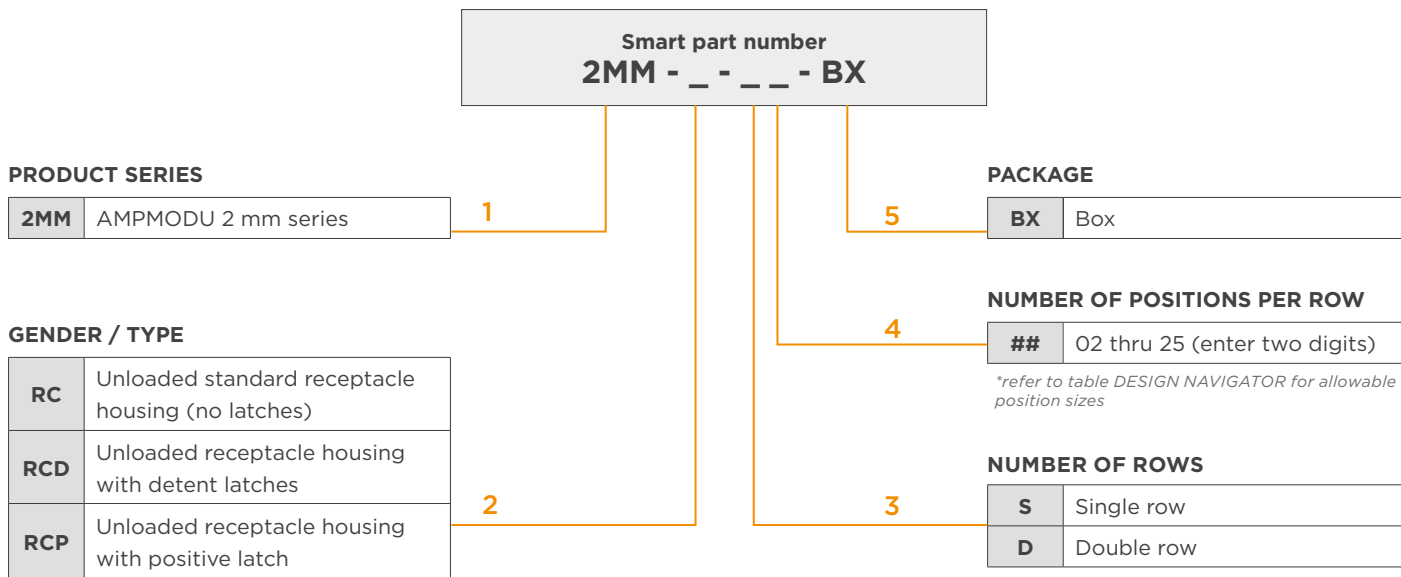 Smart part number
2MM - _ - _ _ - BX
PRODUCT SERIES
2MM AMPMODU 2 mm series
1
GENDER / TYPE
RC Unloaded standard receptacle
housing (no latches)
RCD Unloaded receptacle housing
with detent latches
RCP Unloaded receptacle housing
with positive latch
2
PACKAGE
5
BX Box
NUMBER OF POSITIONS PER ROW
4
## 02 thru 25 (enter two digits)
*refer to table DESIGN NAVIGATOR for allowable
position sizes
NUMBER OF ROWS
3
S Single row
D Double row